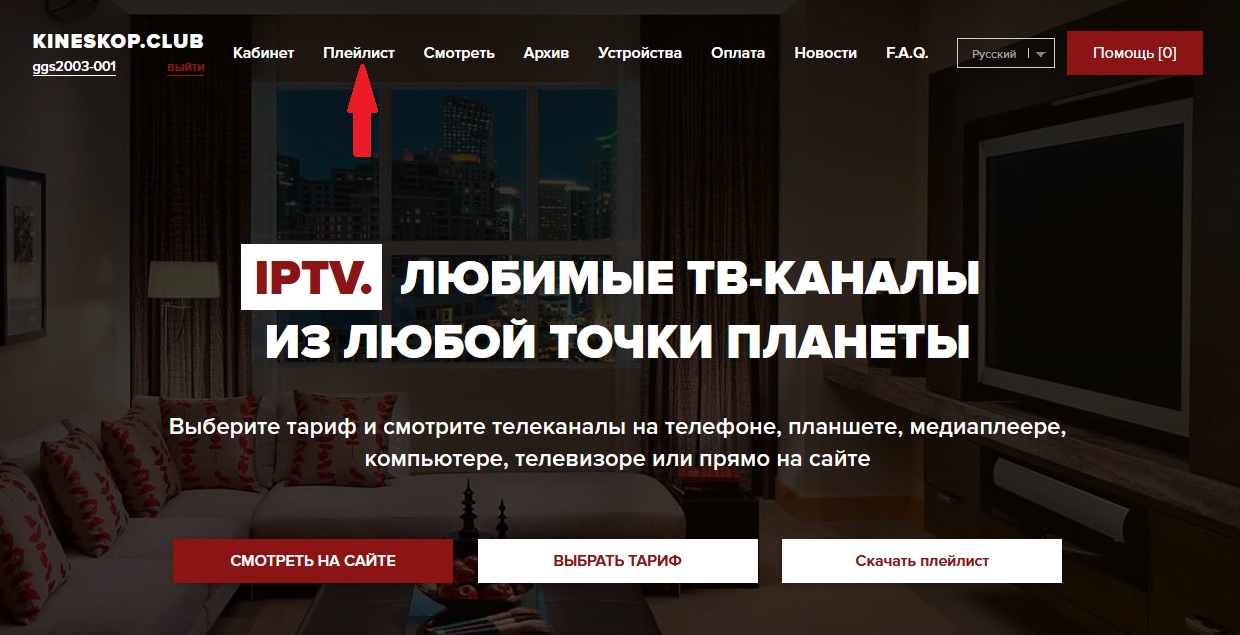 KINESKOP.CLUB
ggs2003-001 выйти
Кабинет Плейлист Смотреть Архив Устройства Оплата Новости F.A.Q. Русский Помощь [0]
IPTV. ЛЮБИМЫЕ ТВ-КАНАЛЫ
ИЗ ЛЮБОЙ ТОЧКИ ПЛАНЕТЫ
Выберите тариф и смотрите телеканалы на телефоне, планшете, медиаплеере,
компьютере, телевизоре или прямо на сайте
СМОТРЕТЬ НА САЙТЕ ВЫБРАТЬ ТАРИФ Скачать плейлист